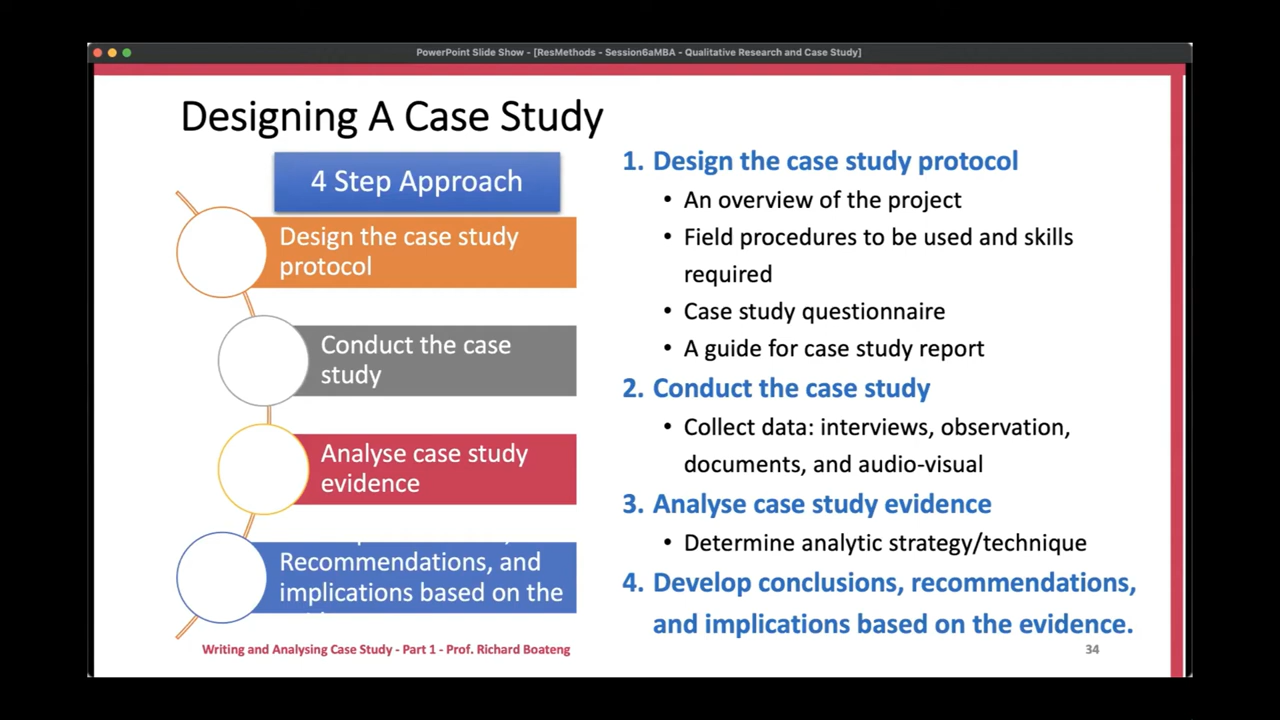 PowerPoint Slide Show - [ResMethods - Session6aMBA - Qualitative Research and Case Study]
Designing A Case Study
4 Step Approach
Design the case study
protocol
Conduct the case
study
Analyse case study
evidence
Recommendations, and
implications based on the
1. Design the case study protocol
• An overview of the project
• Field procedures to be used and skills
required
• Case study questionnaire
• A guide for case study report
2. Conduct the case study
• Collect data: interviews, observation,
documents, and audio-visual
3. Analyse case study evidence
• Determine analytic strategy/technique
4. Develop conclusions, recommendations,
and implications based on the evidence.
Writing and Analysing Case Study - Part 1 - Prof. Richard Boateng
34